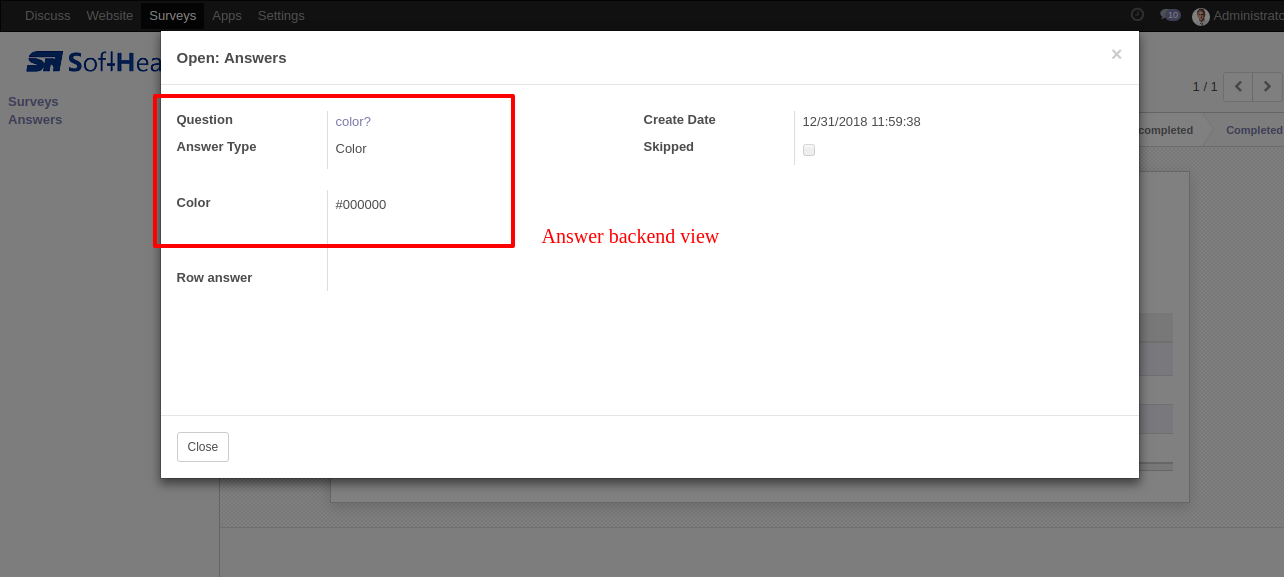 Discuss Website Surveys Apps Settings 10 Administrato
Open: Answers ×
SH SoftHea
1 / 1
Surveys
Answers
Question color?
Answer Type Color
Create Date 12/31/2018 11:59:38
Skipped
completed Completed
Color #000000
Answer backend view
Row answer
Close